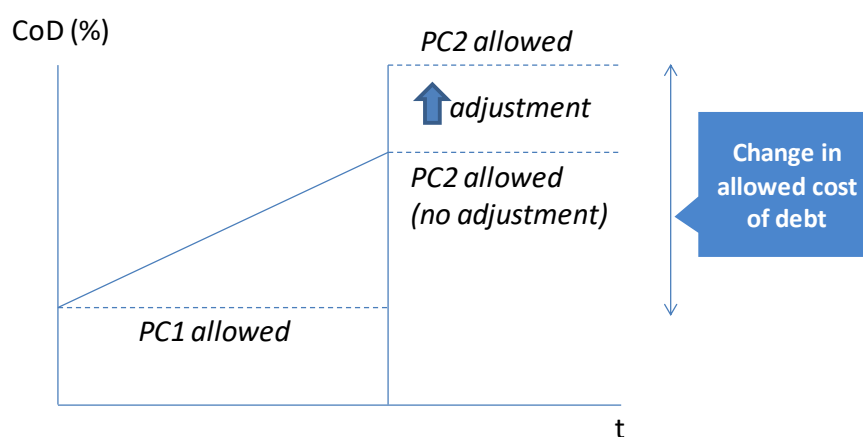 CoD (%)
PC2 allowed
adjustment
PC2 allowed
(no adjustment)
Change in
allowed cost
of debt
PC1 allowed
t